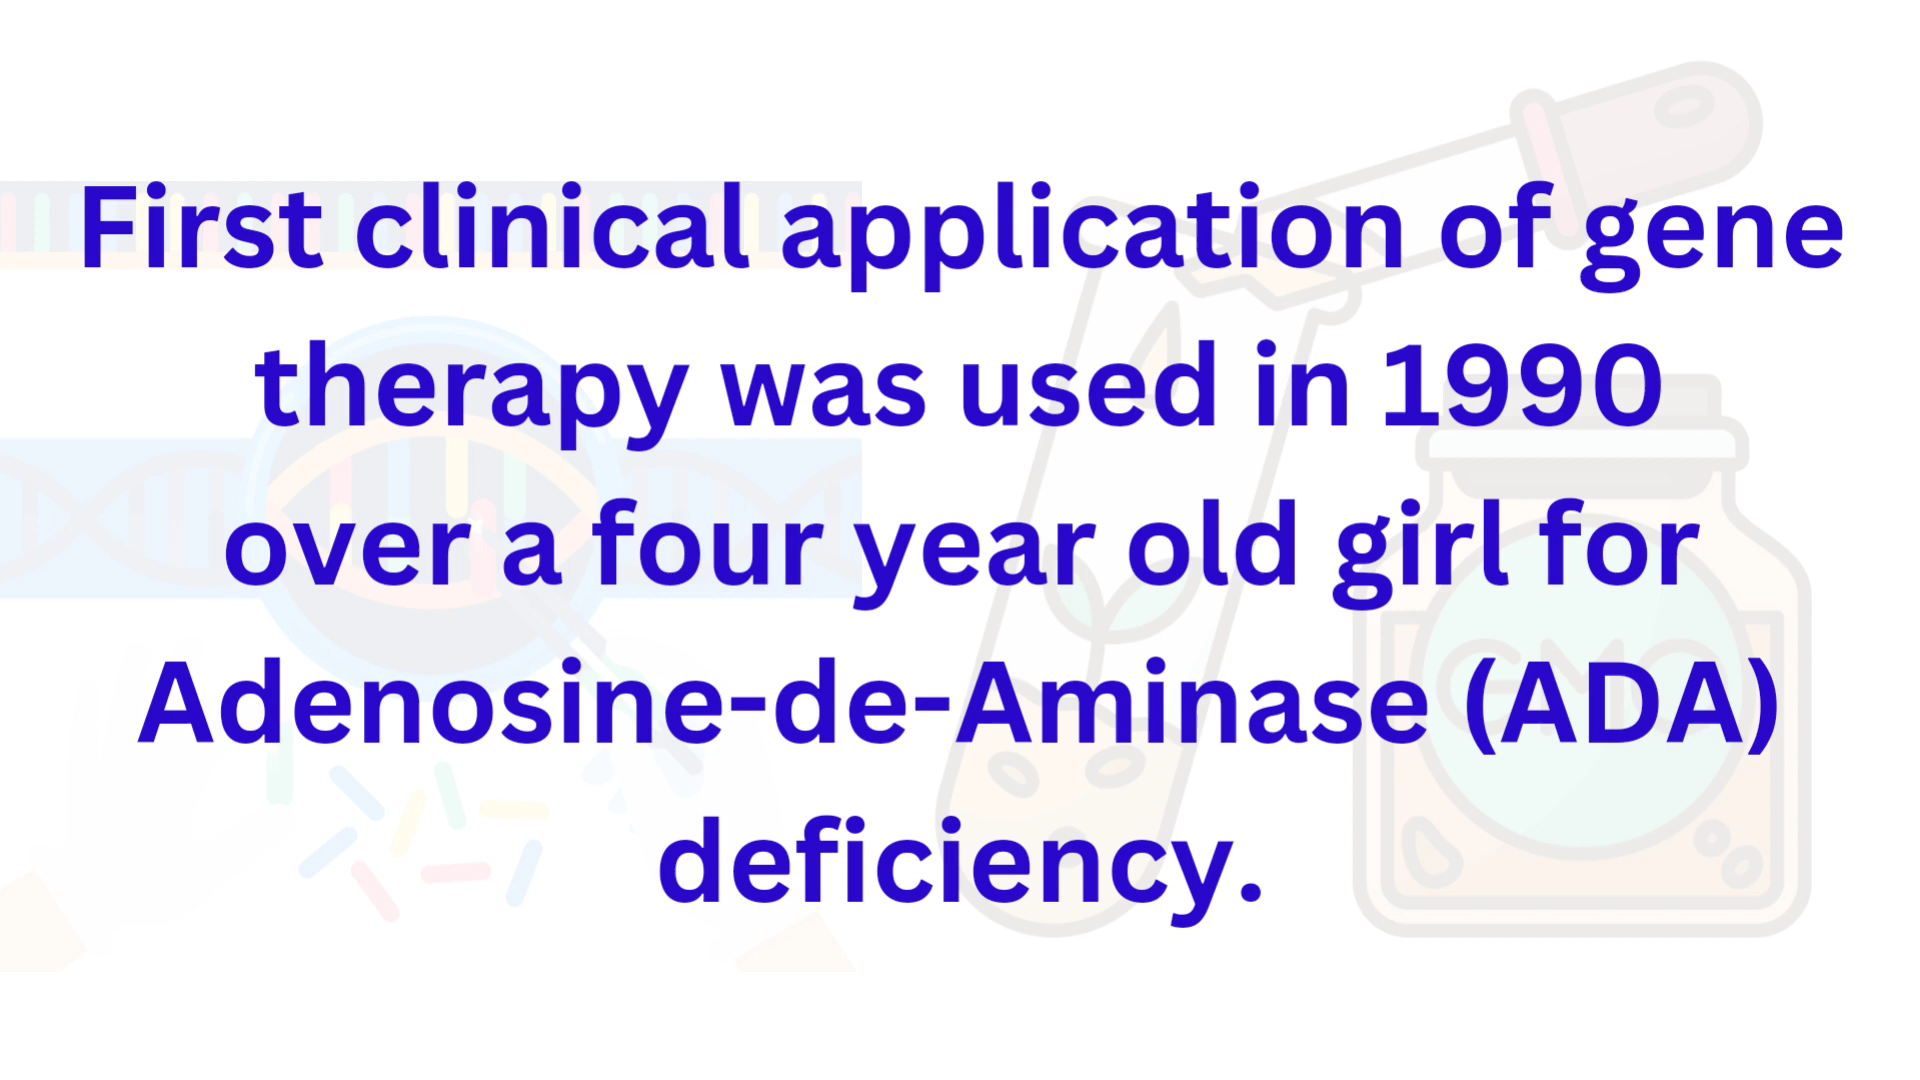 First clinical application of gene
therapy was used in 1990
over a four year old girl for
Adenosine-de-Aminase (ADA)
deficiency.
GMO